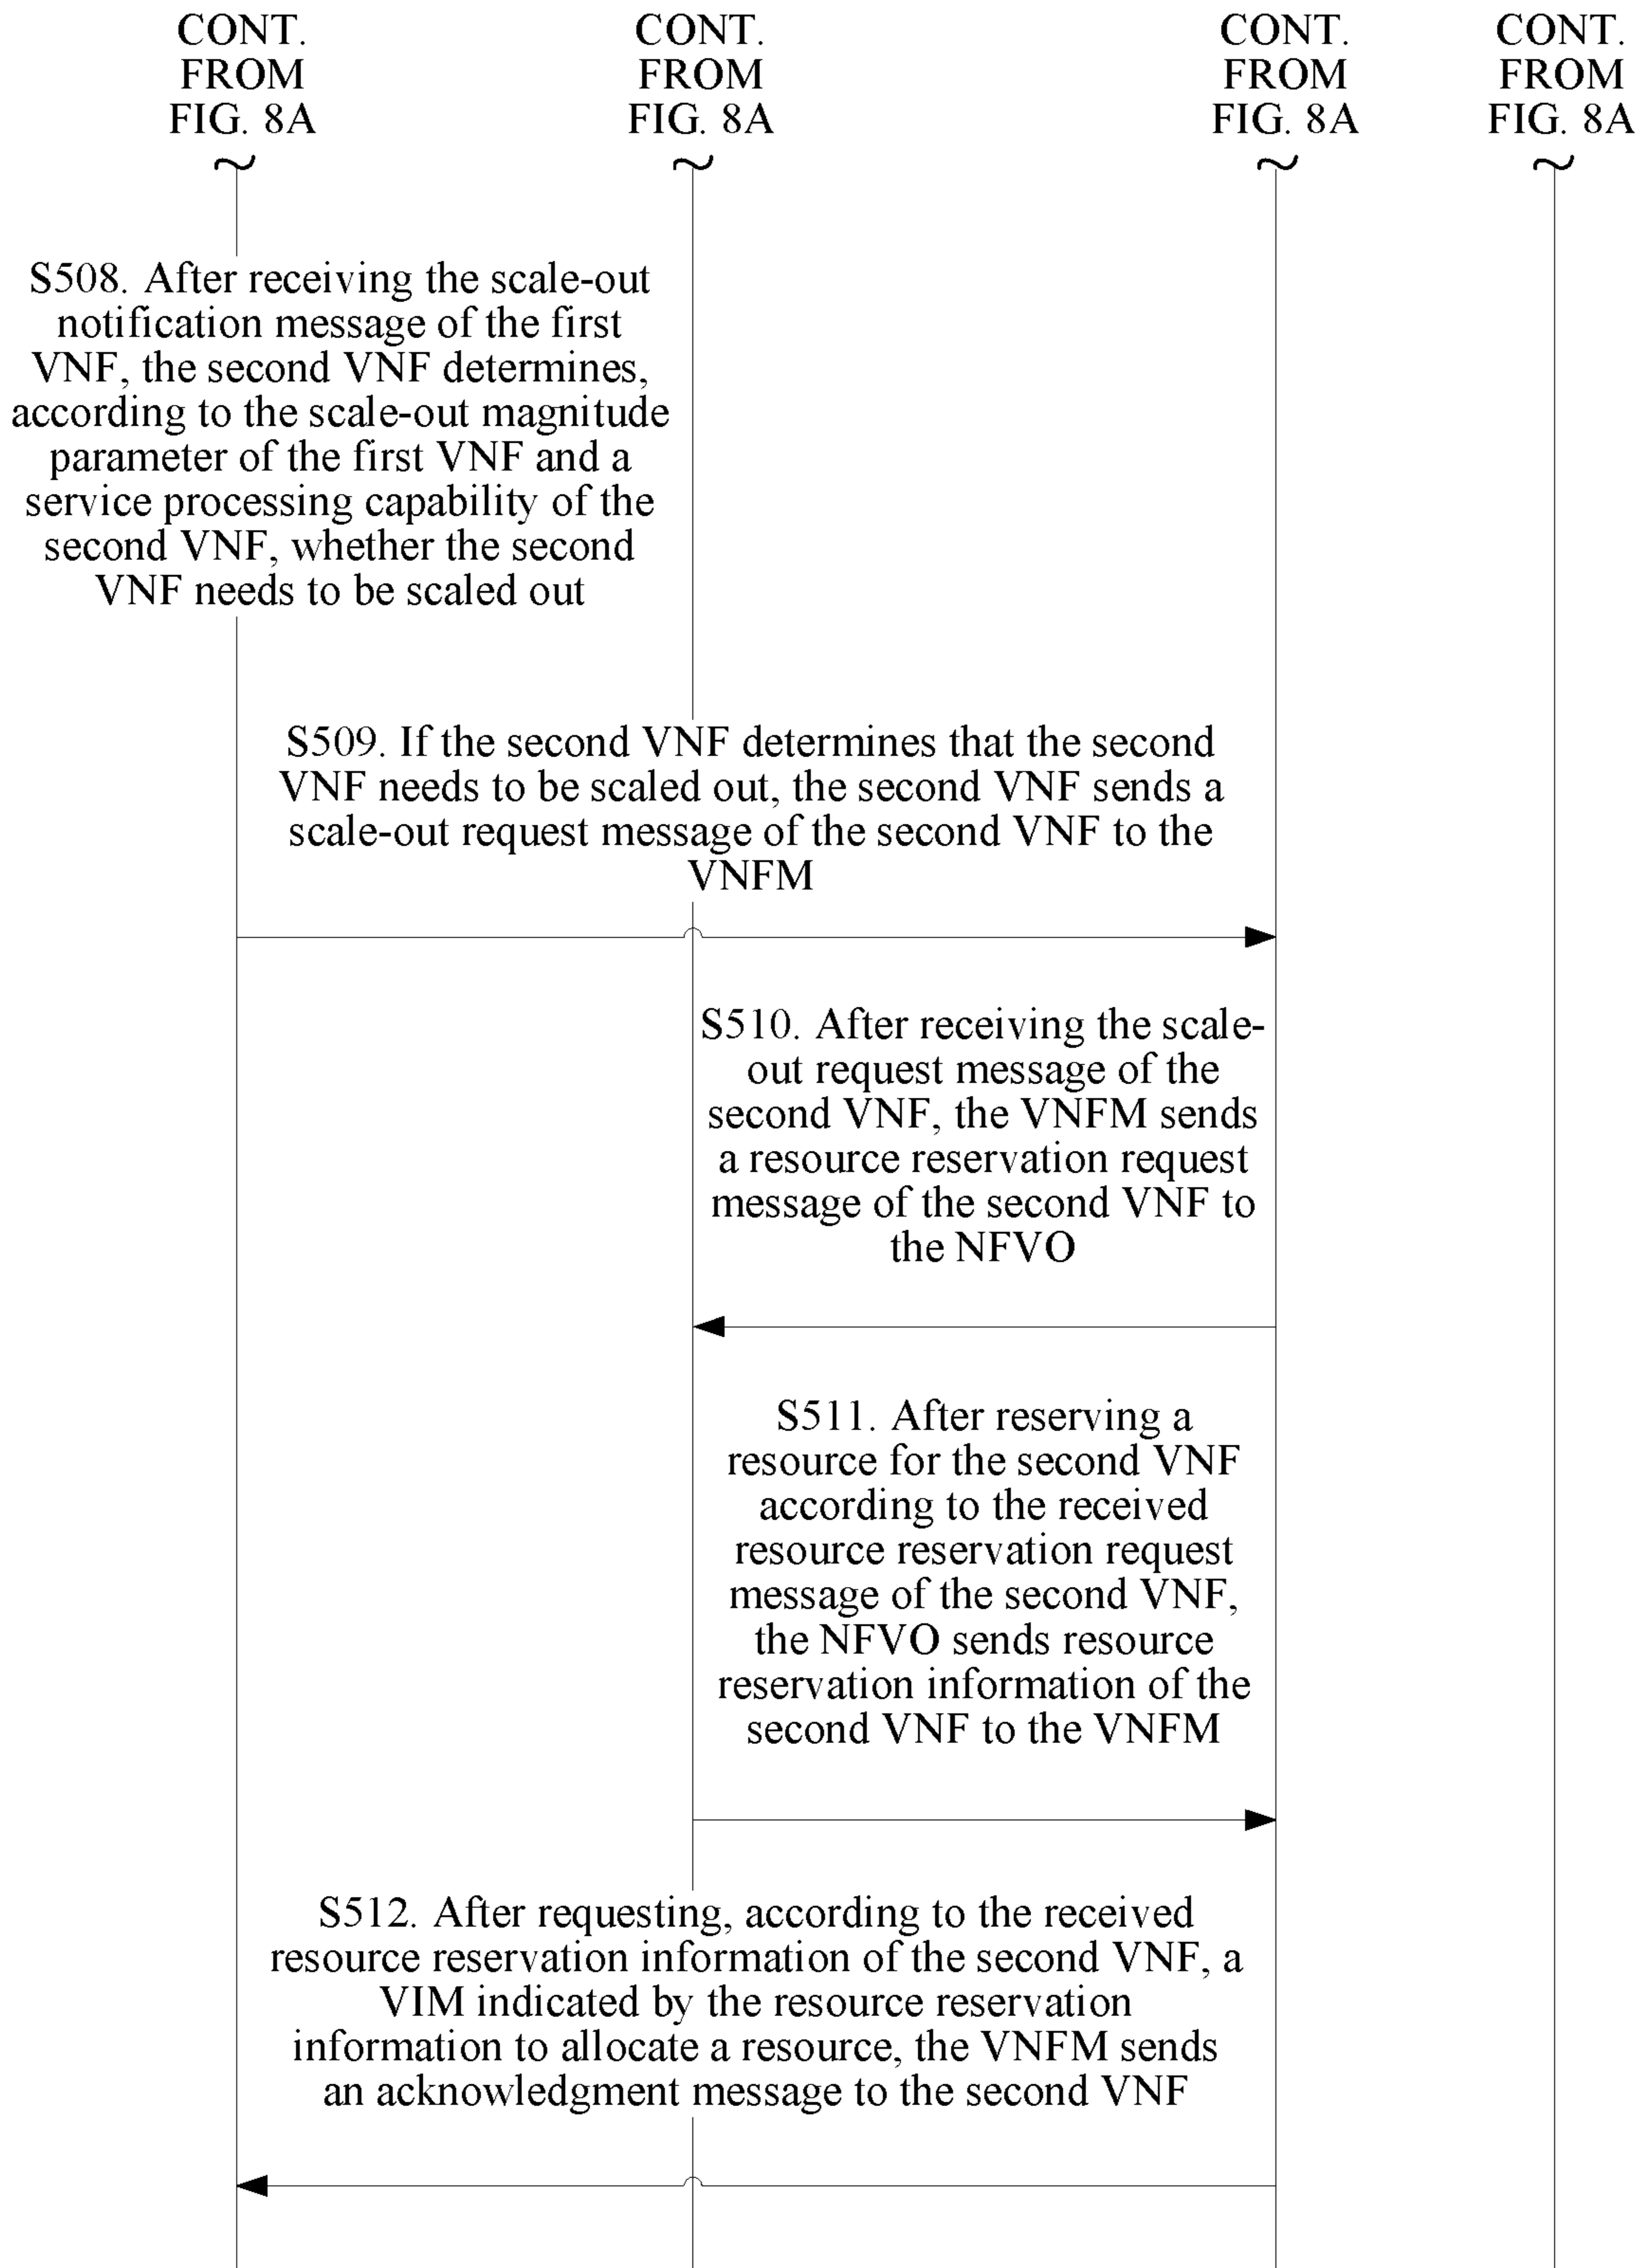 CONT.
FROM
FIG. 8A
CONT.
FROM
FIG. 8A
CONT.
FROM
FIG. 8A
CONT.
FROM
FIG. 8A
S508. After receiving the scale-out
notification message of the first
VNF, the second VNF determines,
according to the scale-out magnitude
parameter of the first VNF and a
service processing capability of the
second VNF, whether the second
VNF needs to be scaled out
S509. If the second VNF determines that the second
VNF needs to be scaled out, the second VNF sends a
scale-out request message of the second VNF to the
VNFM
S510. After receiving the scale-
out request message of the
second VNF, the VNFM sends
a resource reservation request
message of the second VNF to
the NFVO
S511. After reserving a
resource for the second VNF
according to the received
resource reservation request
message of the second VNF,
the NFVO sends resource
reservation information of the
second VNF to the VNFM
S512. After requesting, according to the received
resource reservation information of the second VNF, a
VIM indicated by the resource reservation
information to allocate a resource, the VNFM sends
an acknowledgment message to the second VNF